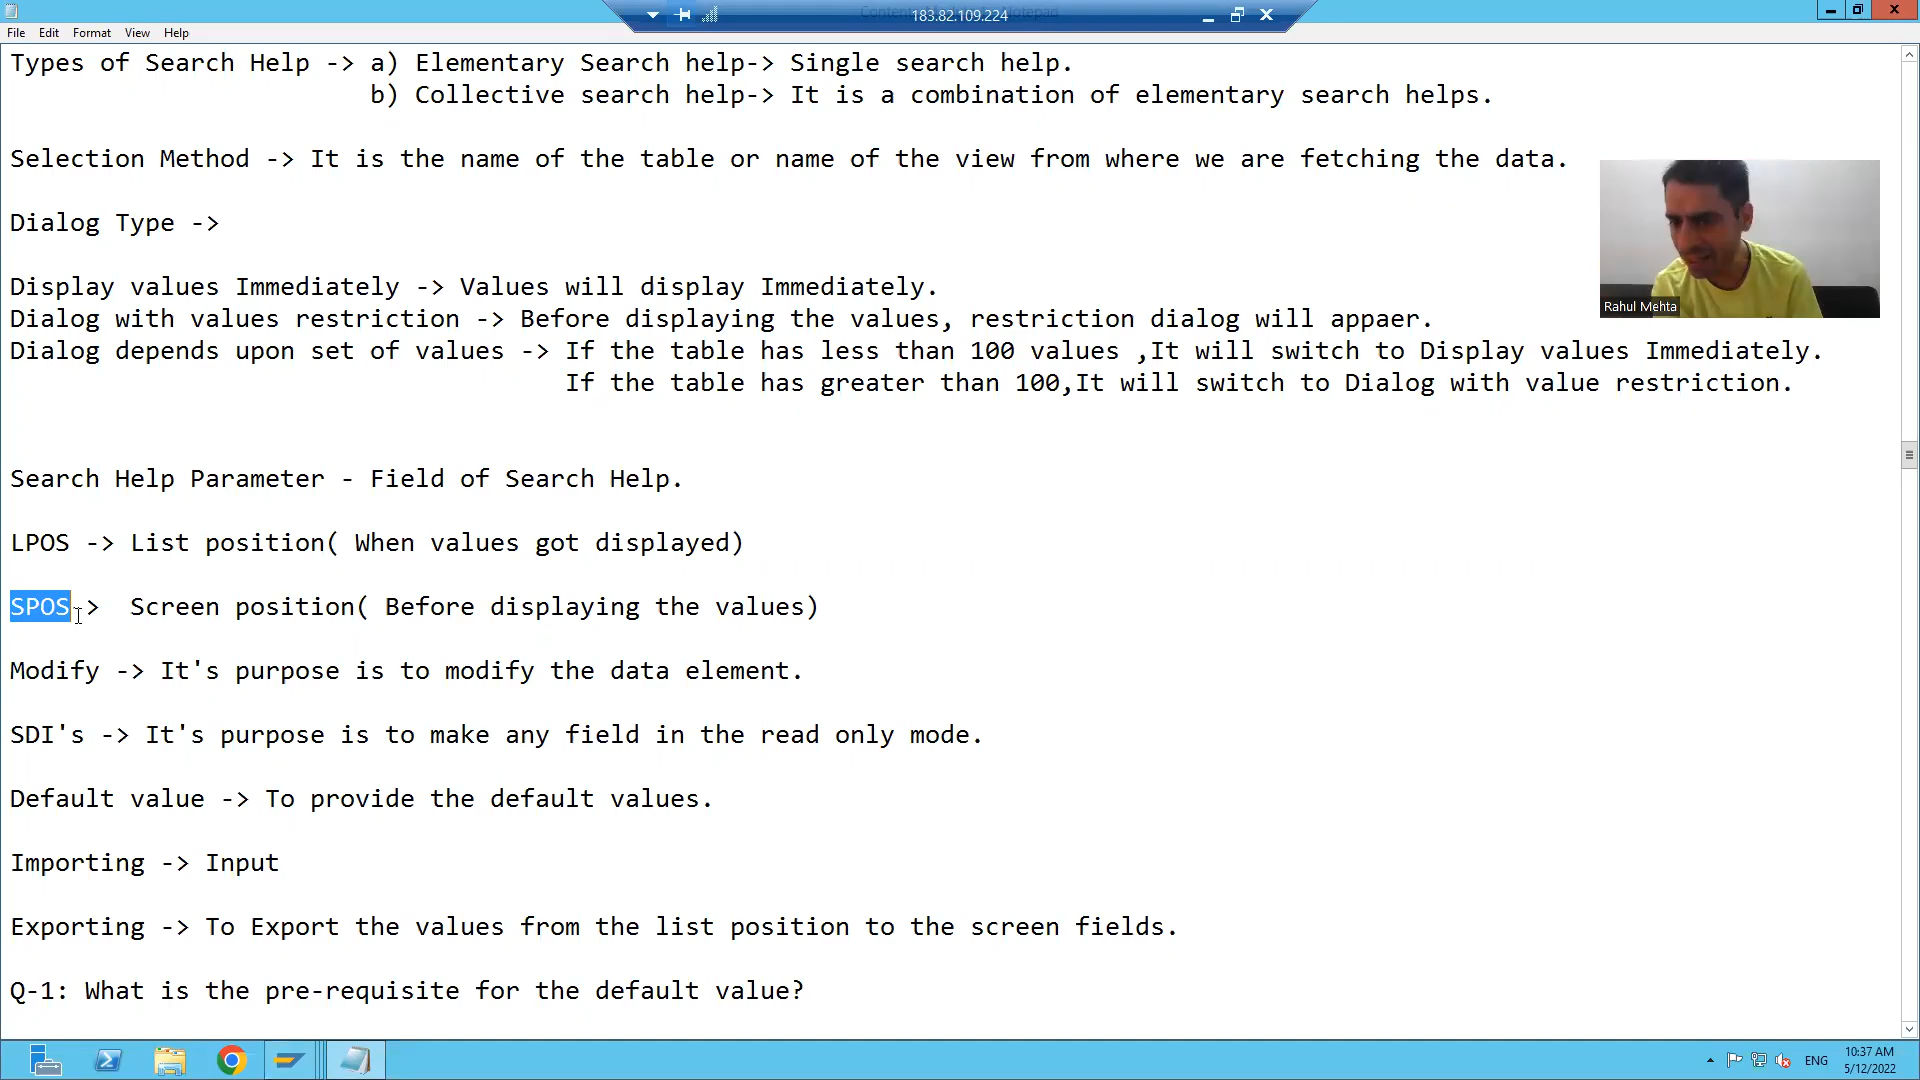 183.82.109.224
File Edit Format View Help
Types of Search Help -> a) Elementary Search help-> Single search help.
b) Collective search help-> It is a combination of elementary search helps.
Selection Method -> It is the name of the table or name of the view from where we are fetching the data.
Dialog Type ->
Display values Immediately -> Values will display Immediately.
Dialog with values restriction -> Before displaying the values, restriction dialog will appaer.
Rahul Mehta
Dialog depends upon set of values -> If the table has less than 100 values ,It will switch to Display values Immediately.
If the table has greater than 100,It will switch to Dialog with value restriction.
Search Help Parameter - Field of Search Help.
LPOS -> List position( When values got displayed)
SPOS-> Screen position( Before displaying the values)
Modify -> It's purpose is to modify the data element.
SDI's -> It's purpose is to make any field in the read only mode.
Default value -> To provide the default values.
Importing -> Input
Exporting -> To Export the values from the list position to the screen fields.
Q-1: What is the pre-requisite for the default value?
ENG
10:37 AM
5/12/2022